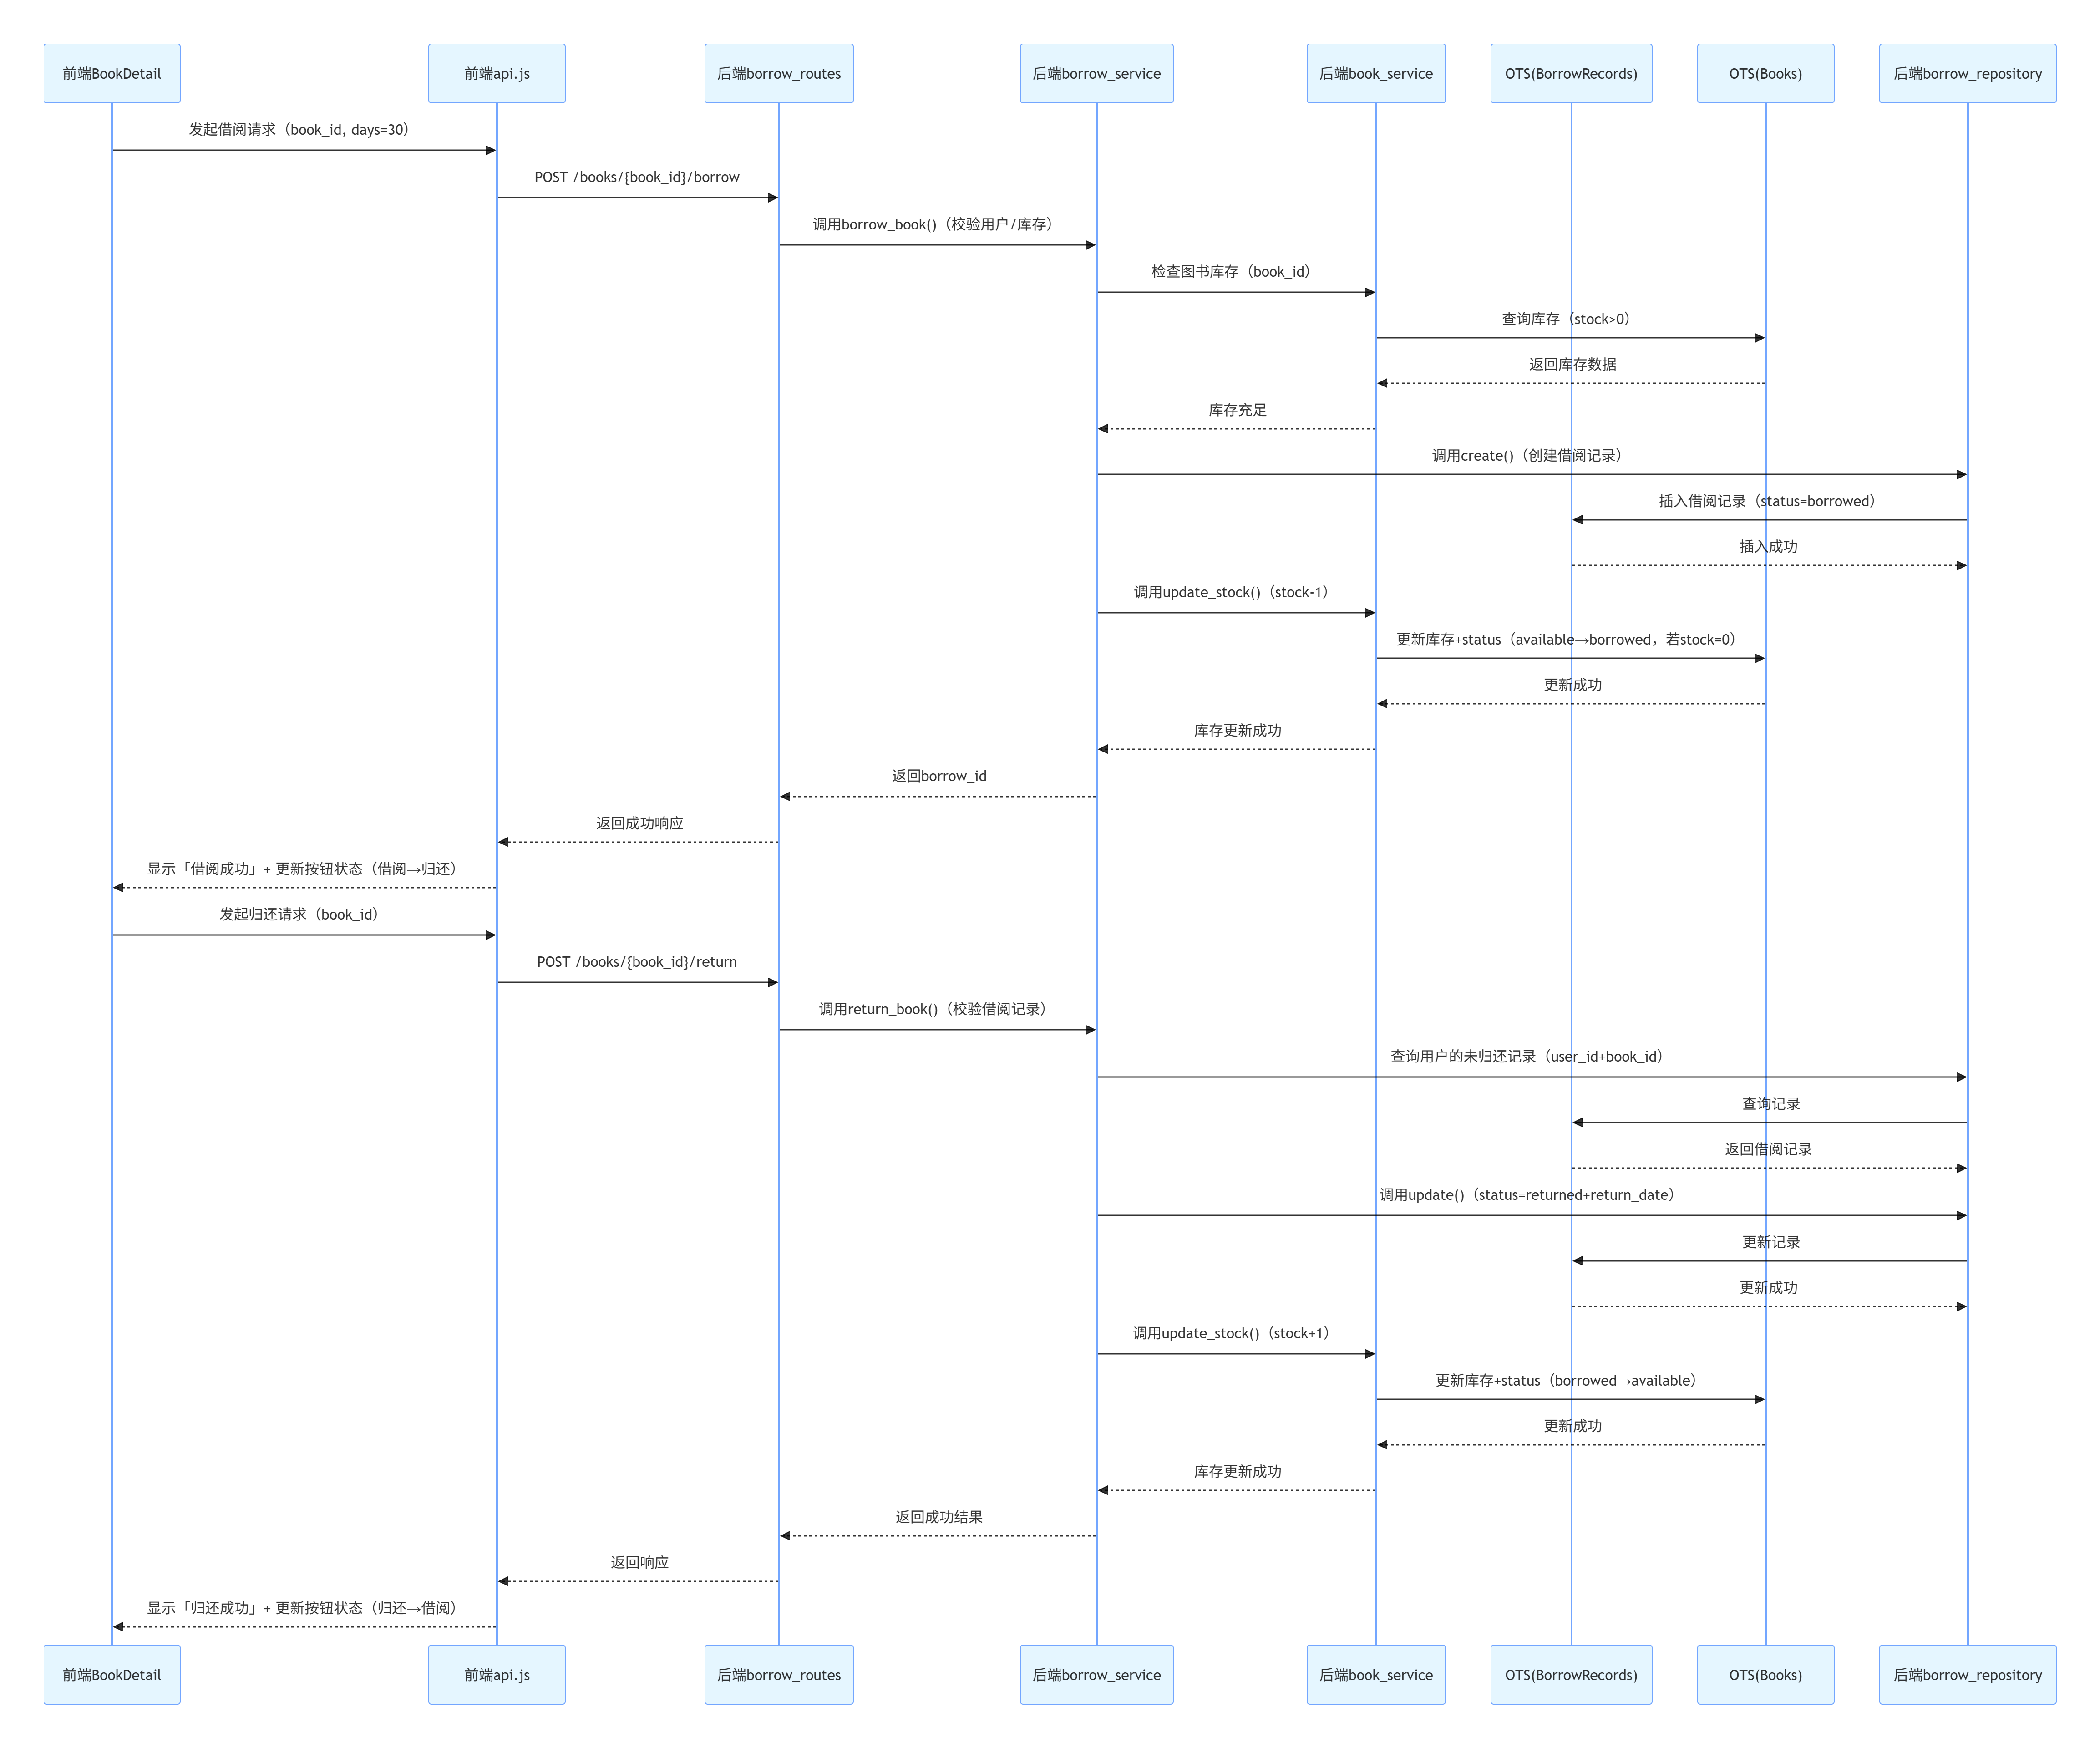 前端BookDetail
前端api.js
后端borrow_routes
后端borrow_service
后端book_service
OTS(BorrowRecords)
OTS(Books)
后端borrow_repository
发起借阅请求（book_id, days=30）
POST /books/{book_id}/borrow
调用borrow_book()（校验用户/库存）
检查图书库存（book_id）
查询库存（stock>0）
返回库存数据
库存充足
调用create()（创建借阅记录）
插入借阅记录（status=borrowed）
插入成功
调用update_stock()（stock-1）
更新库存+status（available→borrowed，若stock=0）
更新成功
库存更新成功
返回borrow_id
返回成功响应
显示「借阅成功」+ 更新按钮状态（借阅→归还）
发起归还请求（book_id）
POST /books/{book_id}/return
调用return_book()（校验借阅记录）
查询用户的未归还记录（user_id+book_id）
查询记录
返回借阅记录
调用update()（status=returned+return_date）
更新记录
更新成功
调用update_stock()（stock+1）
更新库存+status（borrowed→available）
更新成功
库存更新成功
返回成功结果
返回响应
显示「归还成功」+ 更新按钮状态（归还→借阅）
前端BookDetail
前端api.js
后端borrow_routes
后端borrow_service
后端book_service
OTS(BorrowRecords)
OTS(Books)
后端borrow_repository